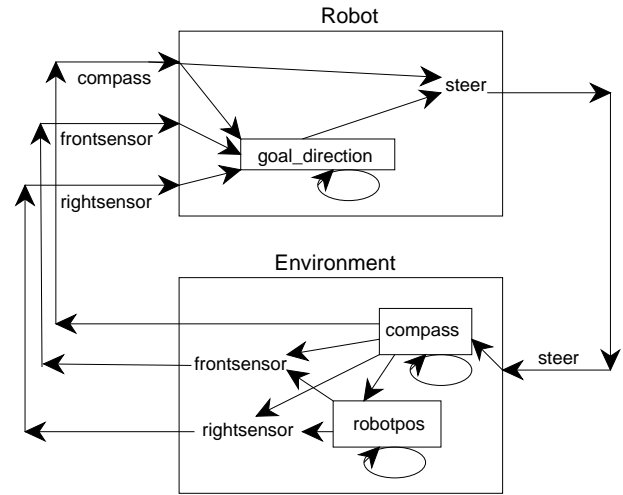 Robot
compass
steer
frontsensor
goal_direction
rightsensor
Environment
compass
steer
frontsensor
robotpos
rightsensor